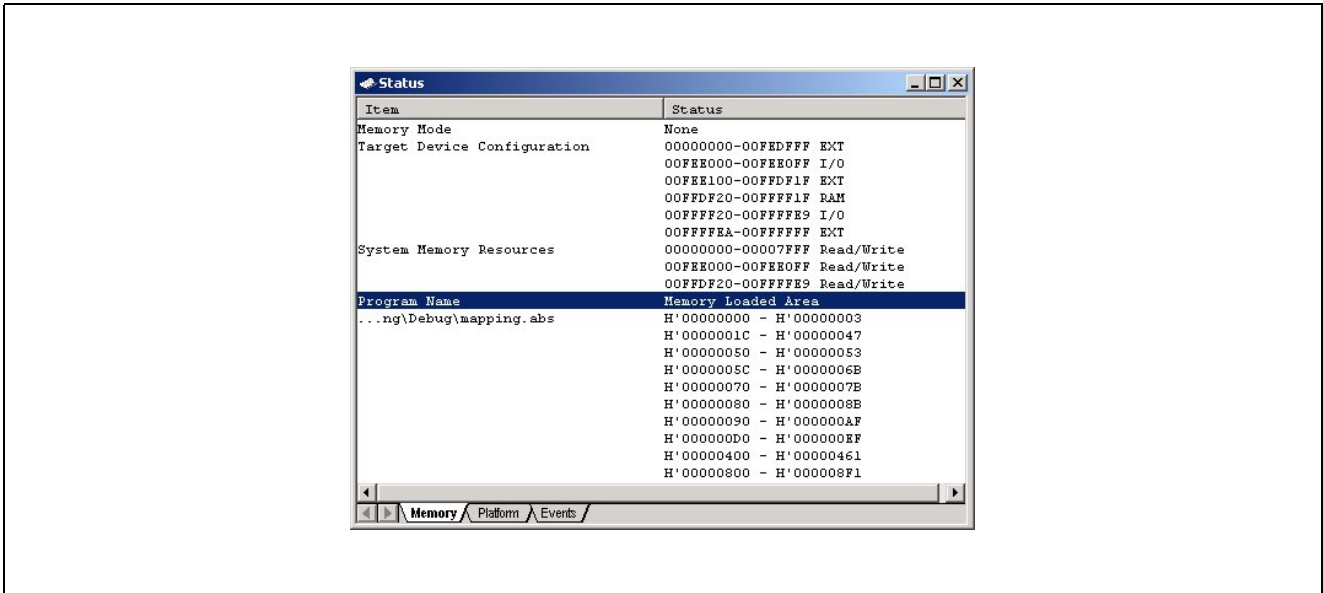 Status
Item Status
Memory Mode None
Target Device Configuration 00000000-00FEDFFF EXT
00FEE000-00FEE0FF I/O
00FEE100-00FFDF1F EXT
00FFDF20-00FFFF1F RAM
00FFFF20-00FFFFE9 I/O
00FFFFEA-00FFFFFF EXT
System Memory Resources 00000000-00007FFF Read/Write
00FEE000-00FEE0FF Read/Write
00FFDF20-00FFFFE9 Read/Write
Program Name Memory Loaded Area
...ng\Debug\mapping.abs H'00000000 - H'00000003
H'0000001C - H'00000047
H'00000050 - H'00000053
H'0000005C - H'0000006B
H'00000070 - H'0000007B
H'00000080 - H'0000008B
H'00000090 - H'000000AF
H'000000D0 - H'000000EF
H'00000400 - H'00000461
H'00000800 - H'000008F1
Memory Platform Events